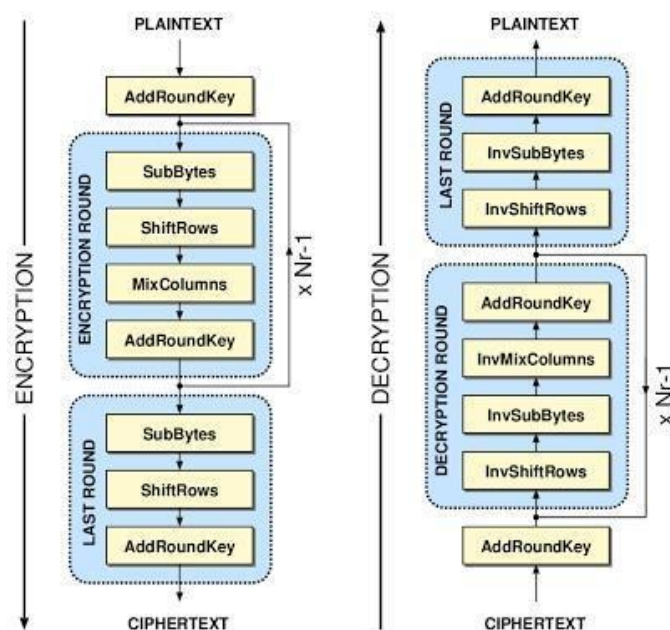 PLAINTEXT
AddRoundKey
SubBytes
ShiftRows
MixColumns
AddRoundKey
ENCRYPTION ROUND
x Nr-1
SubBytes
ShiftRows
AddRoundKey
LAST ROUND
CIPHERTEXT
ENCRYPTION
PLAINTEXT
AddRoundKey
InvSubBytes
InvShiftRows
LAST ROUND
AddRoundKey
InvMixColumns
InvSubBytes
InvShiftRows
DECRYPTION ROUND
x Nr-1
AddRoundKey
CIPHERTEXT
DECRYPTION